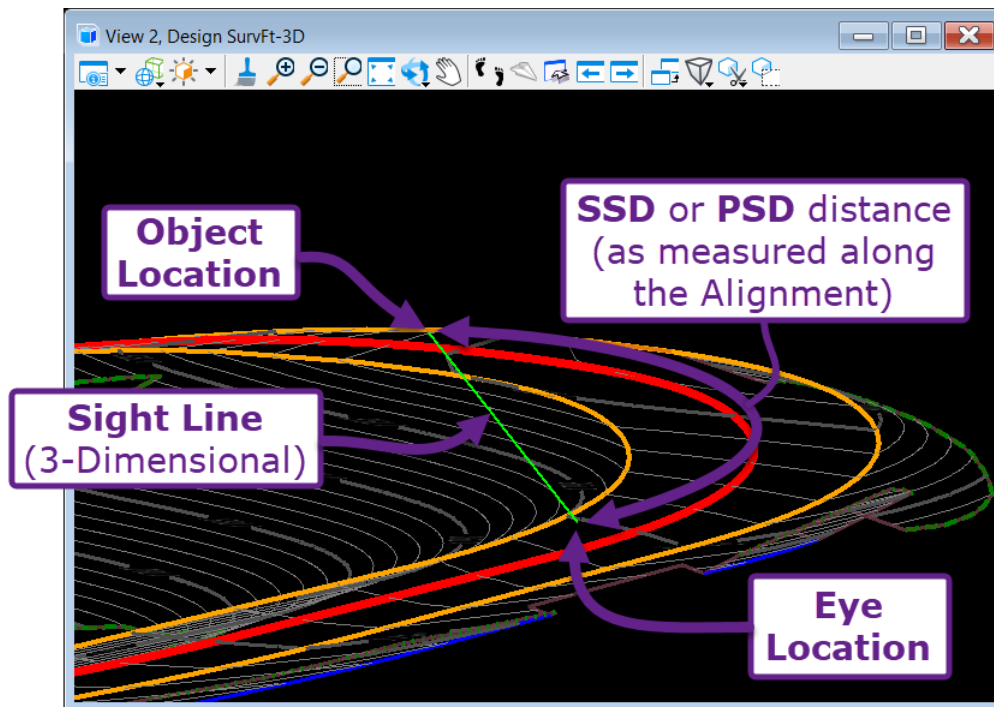 View 2, Design SurvFt-3D
Object
Location
SSD or PSD distance
(as measured along
the Alignment)
Sight Line
(3-Dimensional)
Eye
Location